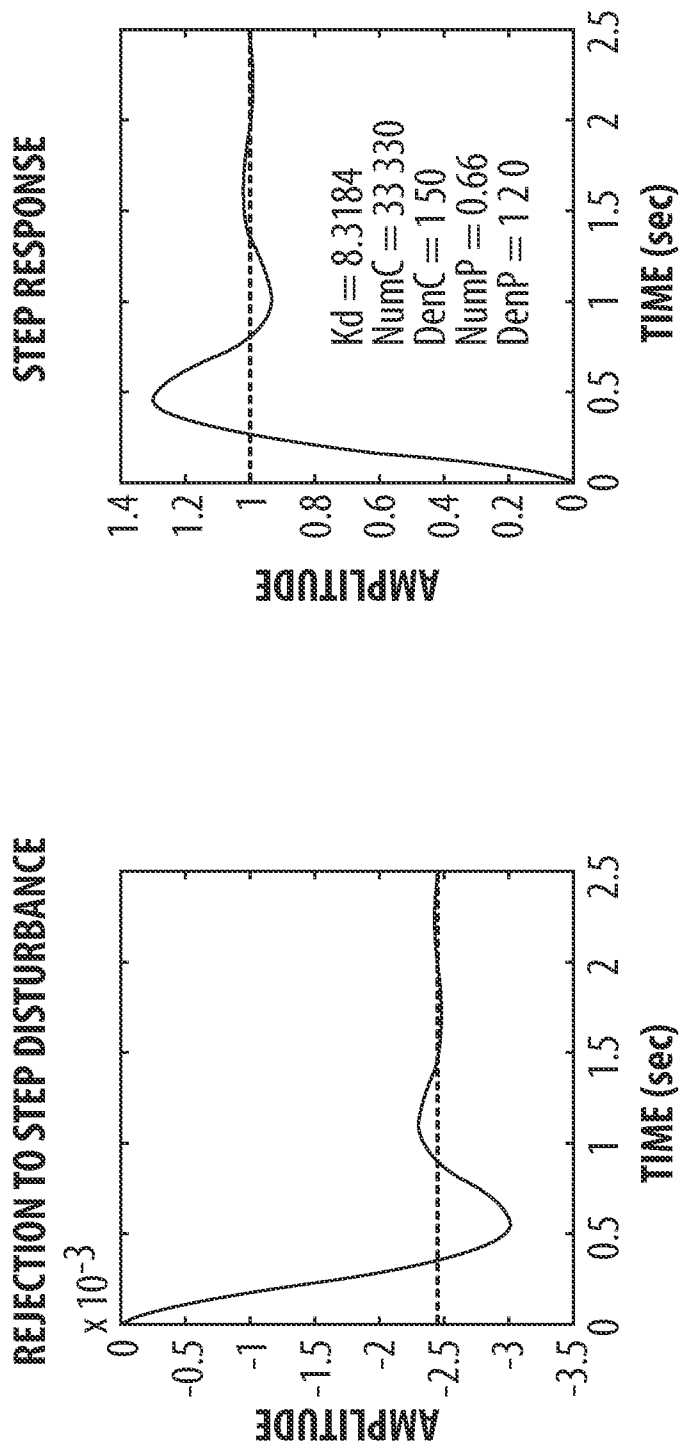 REJECTION TO STEP DISTURBANCE
x 10-3
0
-0.5
-1
-1.5
-2
-2.5
-3
-3.5
AMPLITUDE
0 0.5 1 1.5 2 2.5
TIME (sec)
STEP RESPONSE
1.4
1.2
1
0.8
0.6
0.4
0.2
0
AMPLITUDE
Kd = 8.3184
NumC = 33 330
DenC = 1 50
NumP = 0.66
DenP = 1 2 0
0 0.5 1 1.5 2 2.5
TIME (sec)